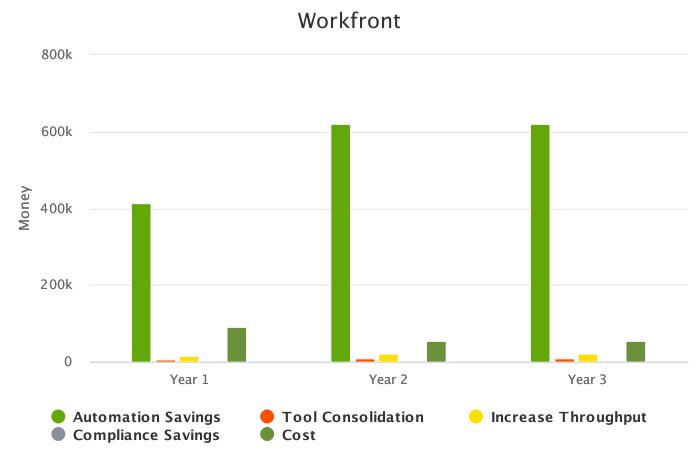 Workfront
800k
600k
400k
200k
0
Money
Year 1
Year 2
Year 3
Automation Savings
Tool Consolidation
Increase Throughput
Compliance Savings
Cost